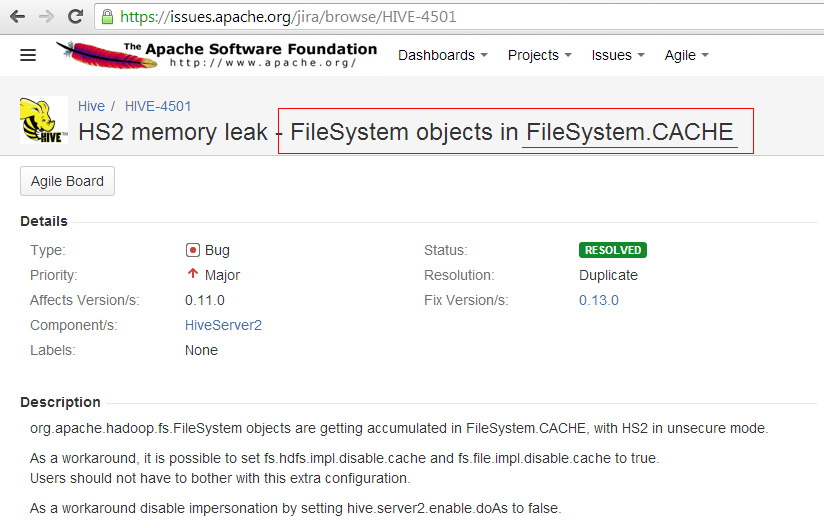 https://issues.apache.org/jira/browse/HIVE-4501
The Apache Software Foundation
http://www.apache.org/
Dashboards Projects Issues Agile
HIVE
Hive / HIVE-4501
HS2 memory leak - FileSystem objects in FileSystem.CACHE
Agile Board
Details
Type: Bug Status: RESOLVED
Priority: Major Resolution: Duplicate
Affects Version/s: 0.11.0 Fix Version/s: 0.13.0
Component/s: HiveServer2
Labels: None
Description
org.apache.hadoop.fs.FileSystem objects are getting accumulated in FileSystem.CACHE, with HS2 in unsecure mode.
As a workaround, it is possible to set fs.hdfs.impl.disable.cache and fs.file.impl.disable.cache to true.
Users should not have to bother with this extra configuration.
As a workaround disable impersonation by setting hive.server2.enable.doAs to false.